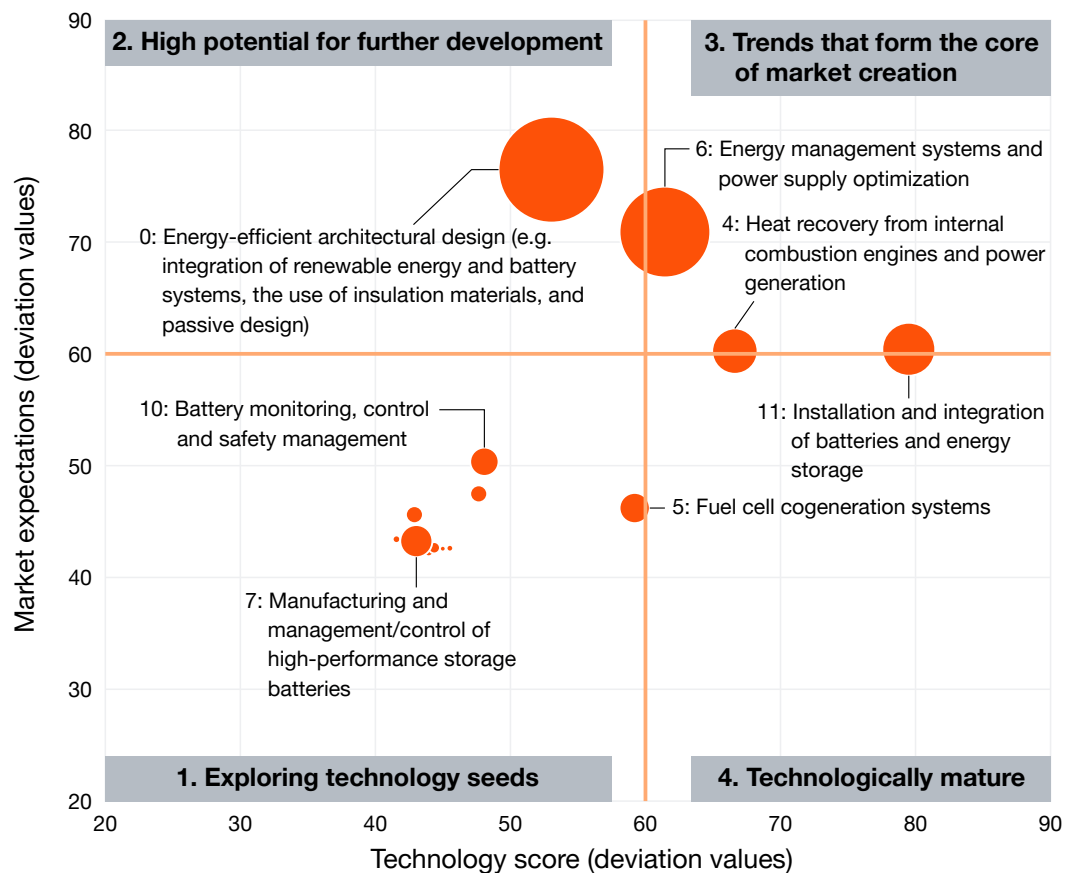 90
80
70
60
50
40
30
20
Market expectations (deviation values)
2. High potential for further development
3. Trends that form the core
of market creation
6: Energy management systems and
power supply optimization
0: Energy-efficient architectural design (e.g.
integration of renewable energy and battery
systems, the use of insulation materials, and
passive design)
4: Heat recovery from internal
combustion engines and power
generation
10: Battery monitoring, control
and safety management
11: Installation and integration
of batteries and energy
storage
5: Fuel cell cogeneration systems
7: Manufacturing and
management/control of
high-performance storage
batteries
1. Exploring technology seeds
4. Technologically mature
20 30 40 50 60 70 80 90
Technology score (deviation values)